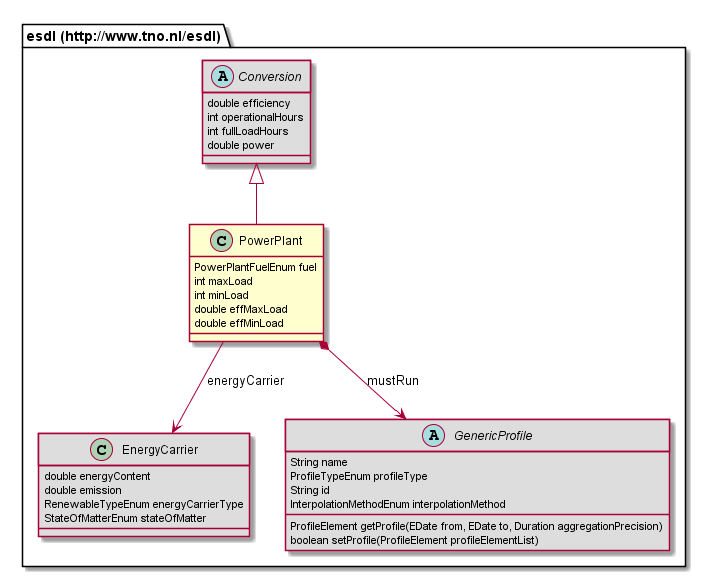 esdl (http://www.tno.nl/esdl)
A Conversion
double efficiency
int operationalHours
int fullLoadHours
double power
C PowerPlant
PowerPlantFuelEnum fuel
int maxLoad
int minLoad
double effMaxLoad
double effMinLoad
energyCarrier
mustRun
C EnergyCarrier
double energyContent
double emission
RenewableTypeEnum energyCarrierType
StateOfMatterEnum stateOfMatter
A GenericProfile
String name
ProfileTypeEnum profileType
String id
InterpolationMethodEnum interpolationMethod
ProfileElement getProfile(EDate from, EDate to, Duration aggregationPrecision)
boolean setProfile(ProfileElement profileElementList)